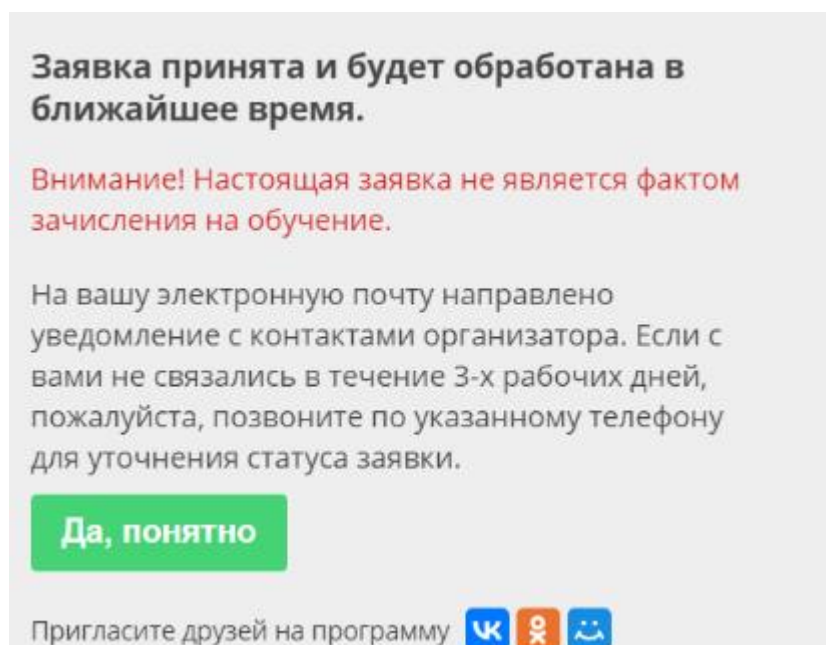 Заявка принята и будет обработана в
ближайшее время.
Внимание! Настоящая заявка не является фактом
зачисления на обучение.
На вашу электронную почту направлено
уведомление с контактами организатора. Если с
вами не связались в течение 3-х рабочих дней,
пожалуйста, позвоните по указанному телефону
для уточнения статуса заявки.
Да, понятно
Пригласите друзей на программу